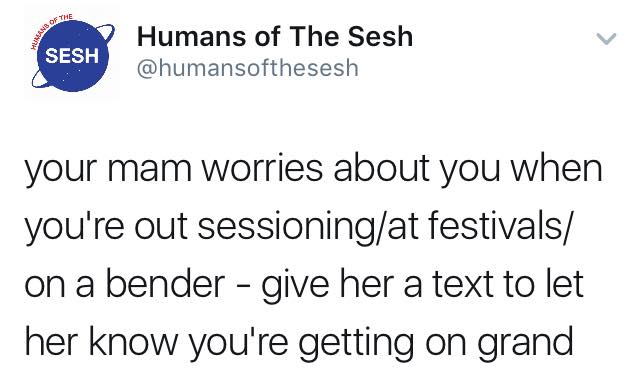 HUMANS OF THE
SESH
Humans of The Sesh
@humansofthesesh
your mam worries about you when
you're out sessioning/at festivals/
on a bender - give her a text to let
her know you're getting on grand